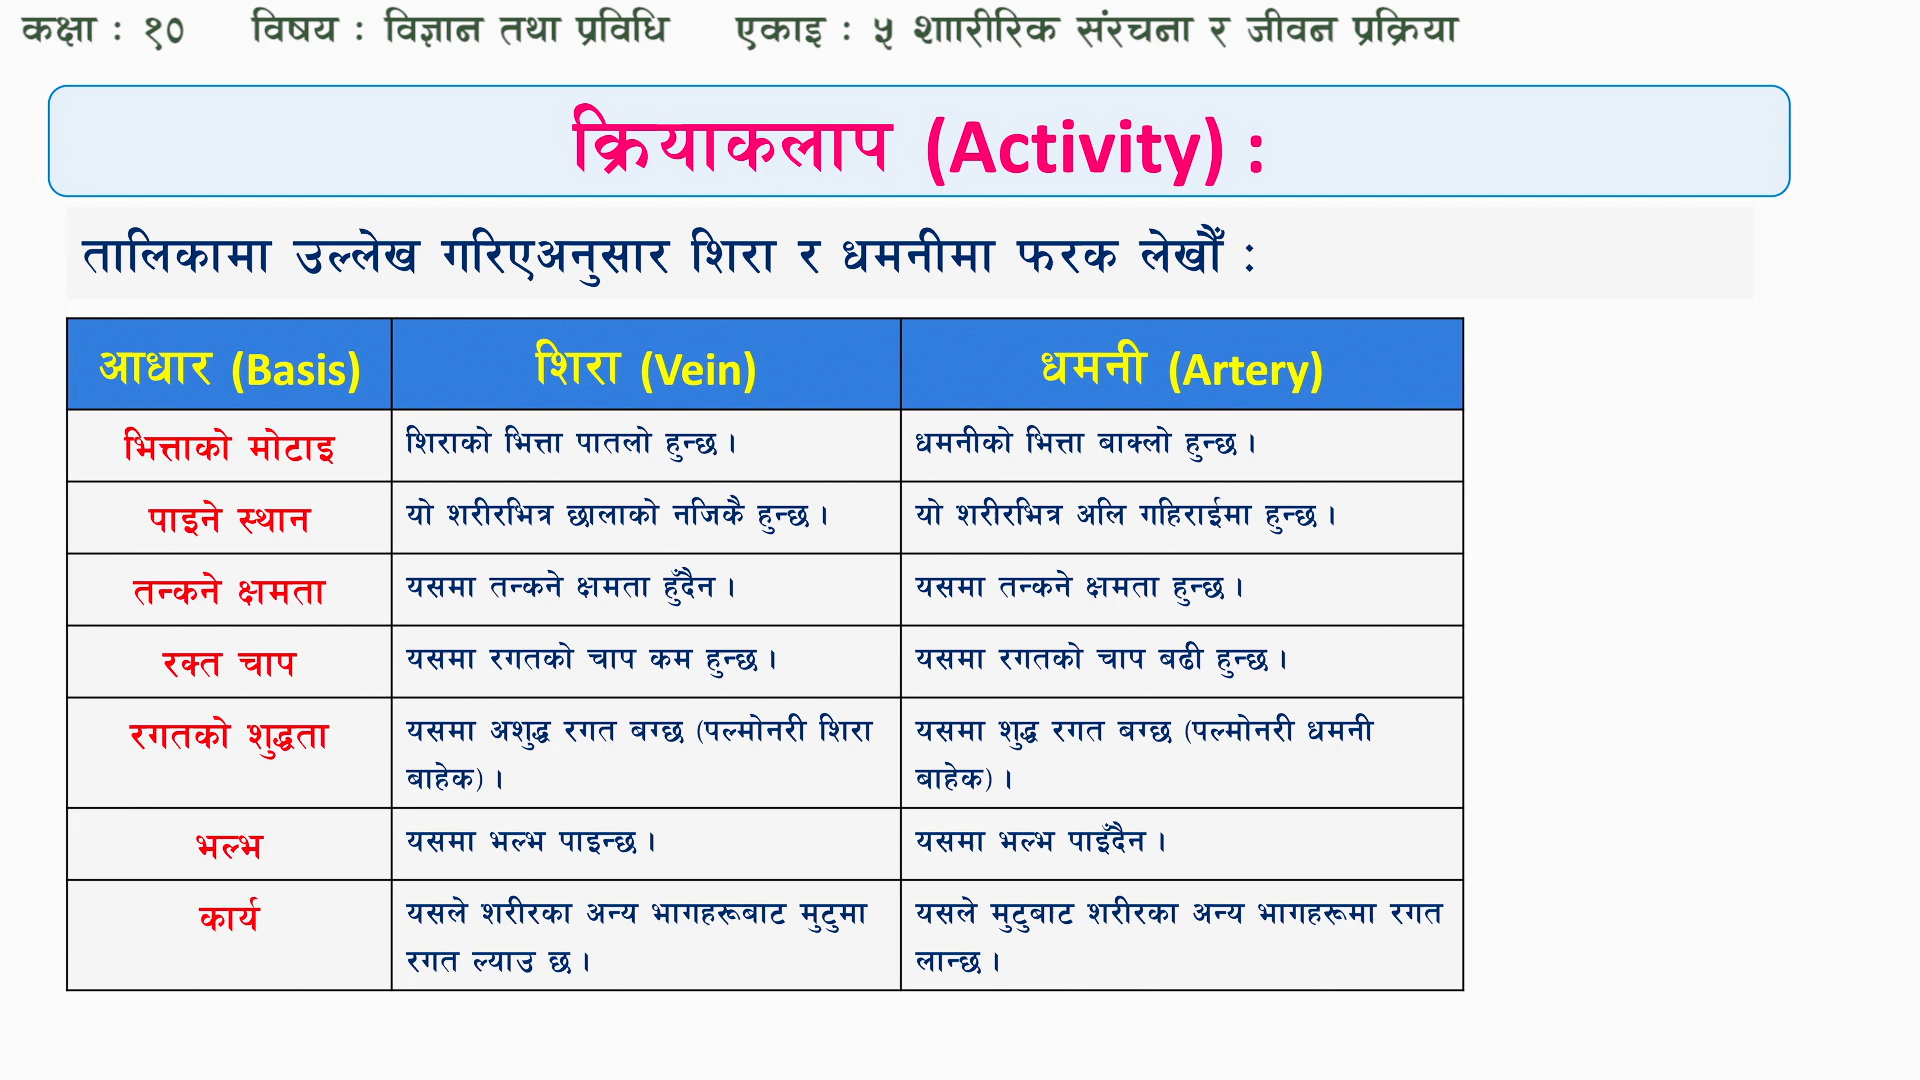 कक्षा : १० विषय : विज्ञान तथा प्रविधि एकाइ : ५ शाारीरिक संरचना र जीवन प्रक्रिया
क्रियाकलाप (Activity) :
तालिकामा उल्लेख गरिएअनुसार शिरा र धमनीमा फरक लेखौँ :
आधार (Basis) शिरा (Vein) धमनी (Artery)
भित्ताको मोटाइ शिराको भित्ता पातलो हुन्छ । धमनीको भित्ता बाक्लो हुन्छ ।
पाइने स्थान यो शरीरभित्र छालाको नजिकै हुन्छ । यो शरीरभित्र अलि गहिराईमा हुन्छ ।
तन्कने क्षमता यसमा तन्कने क्षमता हुँदैन । यसमा तन्कने क्षमता हुन्छ ।
रक्त चाप यसमा रगतको चाप कम हुन्छ । यसमा रगतको चाप बढी हुन्छ ।
रगतको शुद्धता यसमा अशुद्ध रगत बग्छ (पल्मोनरी शिरा यसमा शुद्ध रगत बग्छ (पल्मोनरी धमनी
बाहेक) । बाहेक) ।
भल्भ यसमा भल्भ पाइन्छ । यसमा भल्भ पाइँदैन ।
कार्य यसले शरीरका अन्य भागहरूबाट मुटुमा यसले मुटुबाट शरीरका अन्य भागहरूमा रगत
रगत ल्याउ छ । लान्छ ।